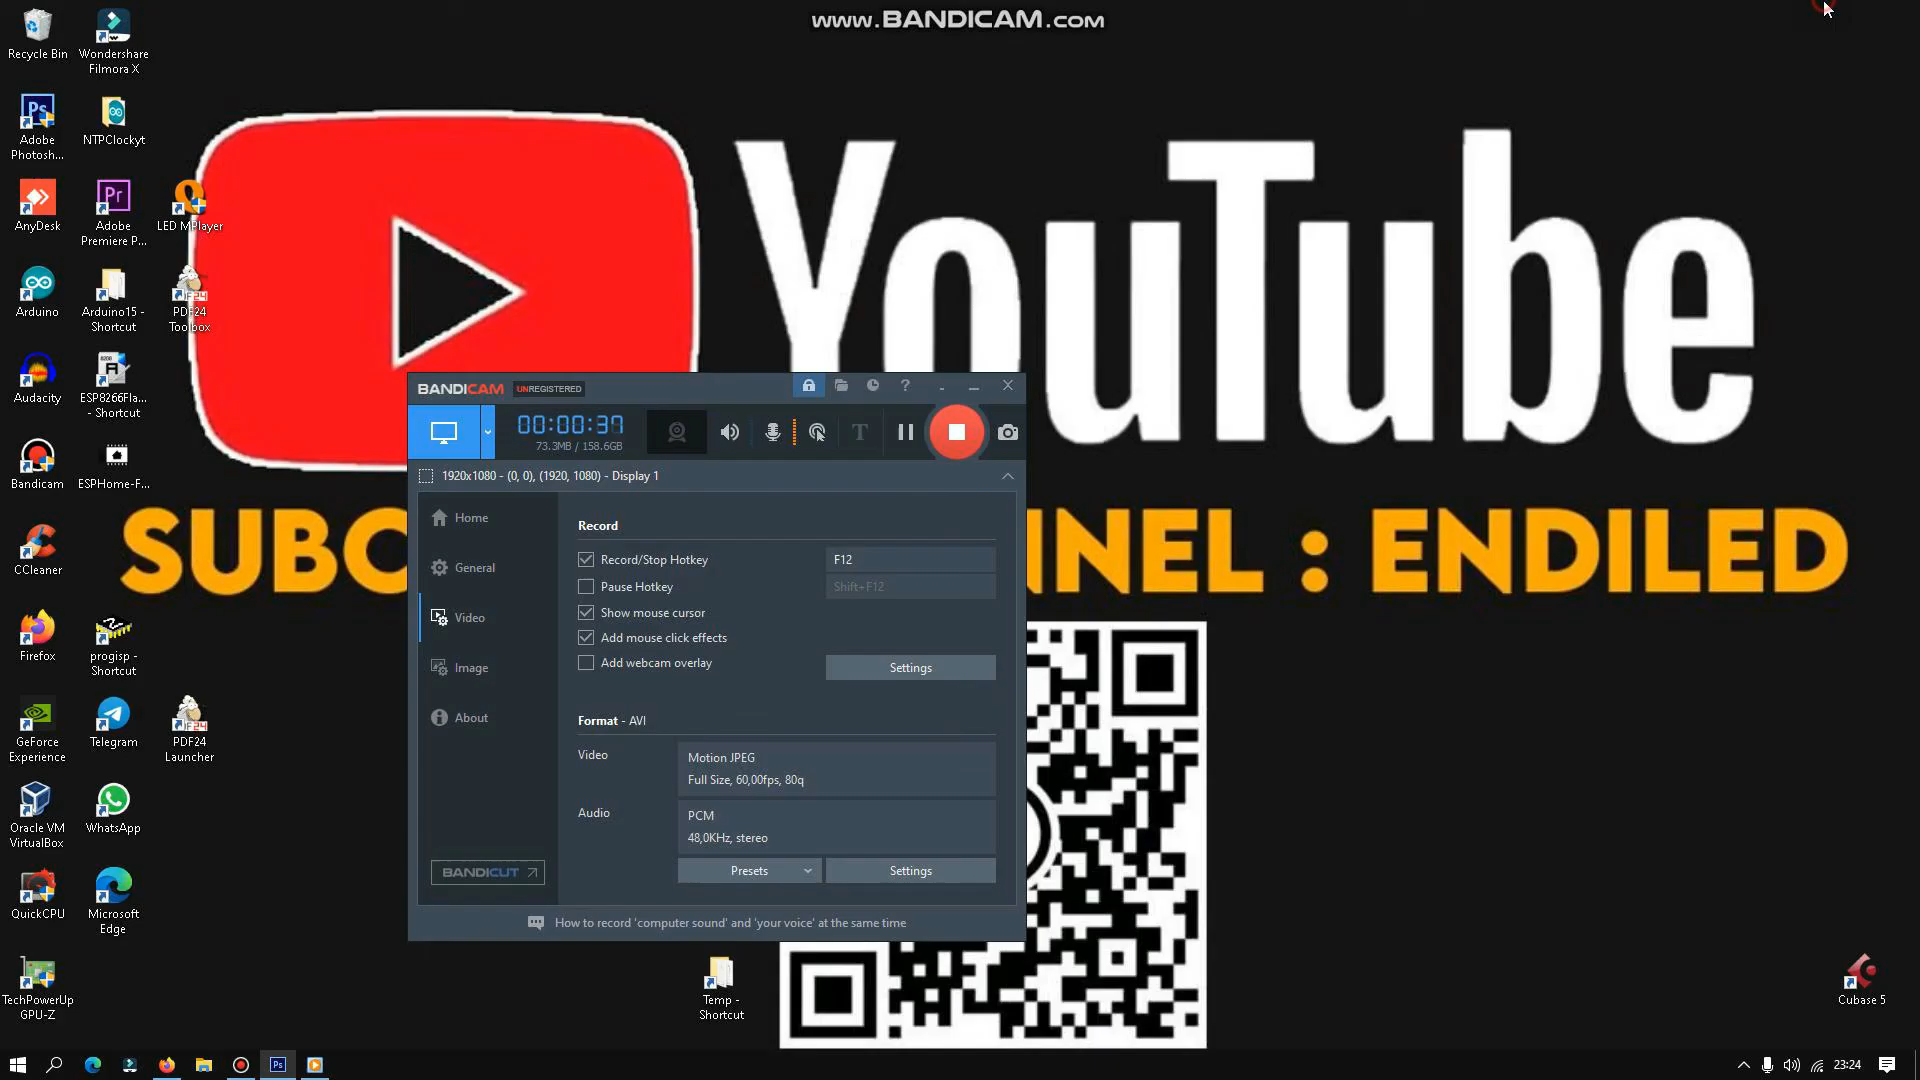 www.BANDICAM.com
Recycle Bin
Wondershare
Filmora X
Adobe
Photosh...
NTPClockyt
AnyDesk
Adobe
Premiere P...
LED MPlayer
Arduino
Arduino15 -
Shortcut
PDF24
Toolbox
Audacity
ESP8266Fla...
- Shortcut
Bandicam
ESPHome-F...
CCleaner
Firefox
progisp -
Shortcut
GeForce
Experience
Telegram
PDF24
Launcher
Oracle VM
VirtualBox
WhatsApp
QuickCPU
Microsoft
Edge
TechPowerUp
GPU-Z
YouTube
SUBC
NNEL : ENDILED
BANDICAM UNREGISTERED
00:00:37
73.3MB / 158.6GB
1920x1080 - (0, 0), (1920, 1080) - Display 1
Home
General
Video
Image
About
BANDICUT
Record
Record/Stop Hotkey F12
Pause Hotkey Shift+F12
Show mouse cursor
Add mouse click effects
Add webcam overlay
Settings
Format - AVI
Video
Motion JPEG
Full Size, 60,00fps, 80q
Audio
PCM
48,0KHz, stereo
Presets
Settings
How to record 'computer sound' and 'your voice' at the same time
Temp -
Shortcut
Cubase 5
23:24